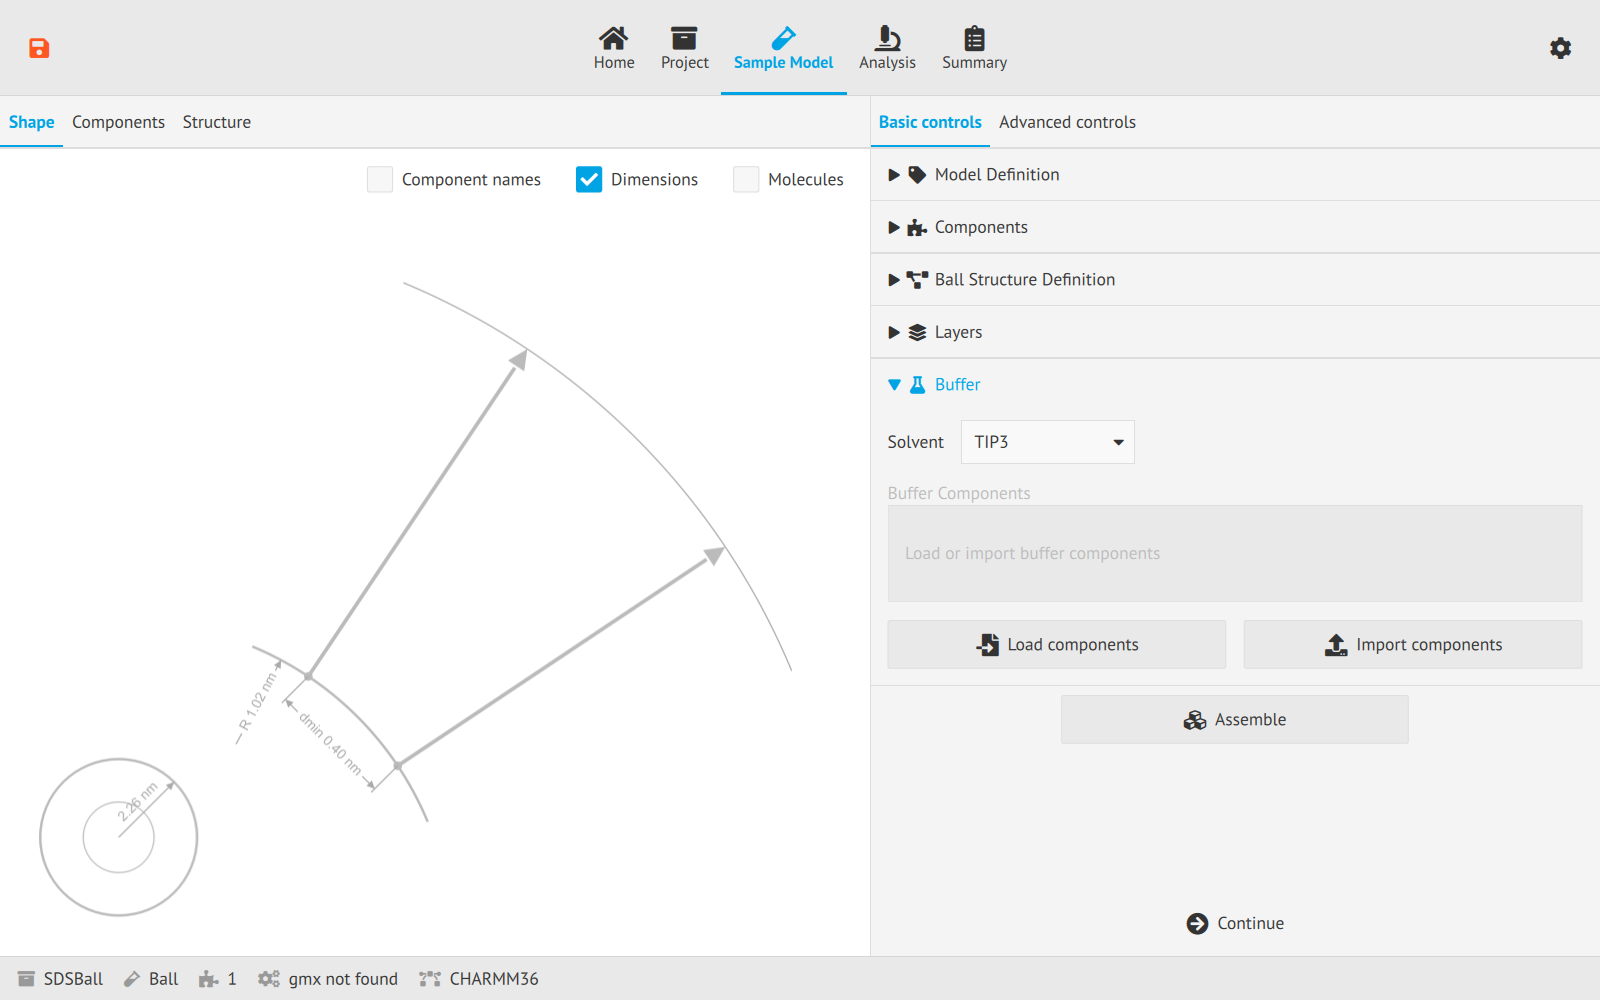 Home
Project
Sample Model
Analysis
Summary
Shape
Components
Structure
Basic controls
Advanced controls
Component names
Dimensions
Molecules
Model Definition
Components
Ball Structure Definition
Layers
Buffer
Solvent
TIP3
Buffer Components
Load or import buffer components
Load components
Import components
Assemble
Continue
R 1.02 nm
dmin 0.40 nm
2.26 nm
SDSBall
Ball
1
gmx not found
CHARMM36